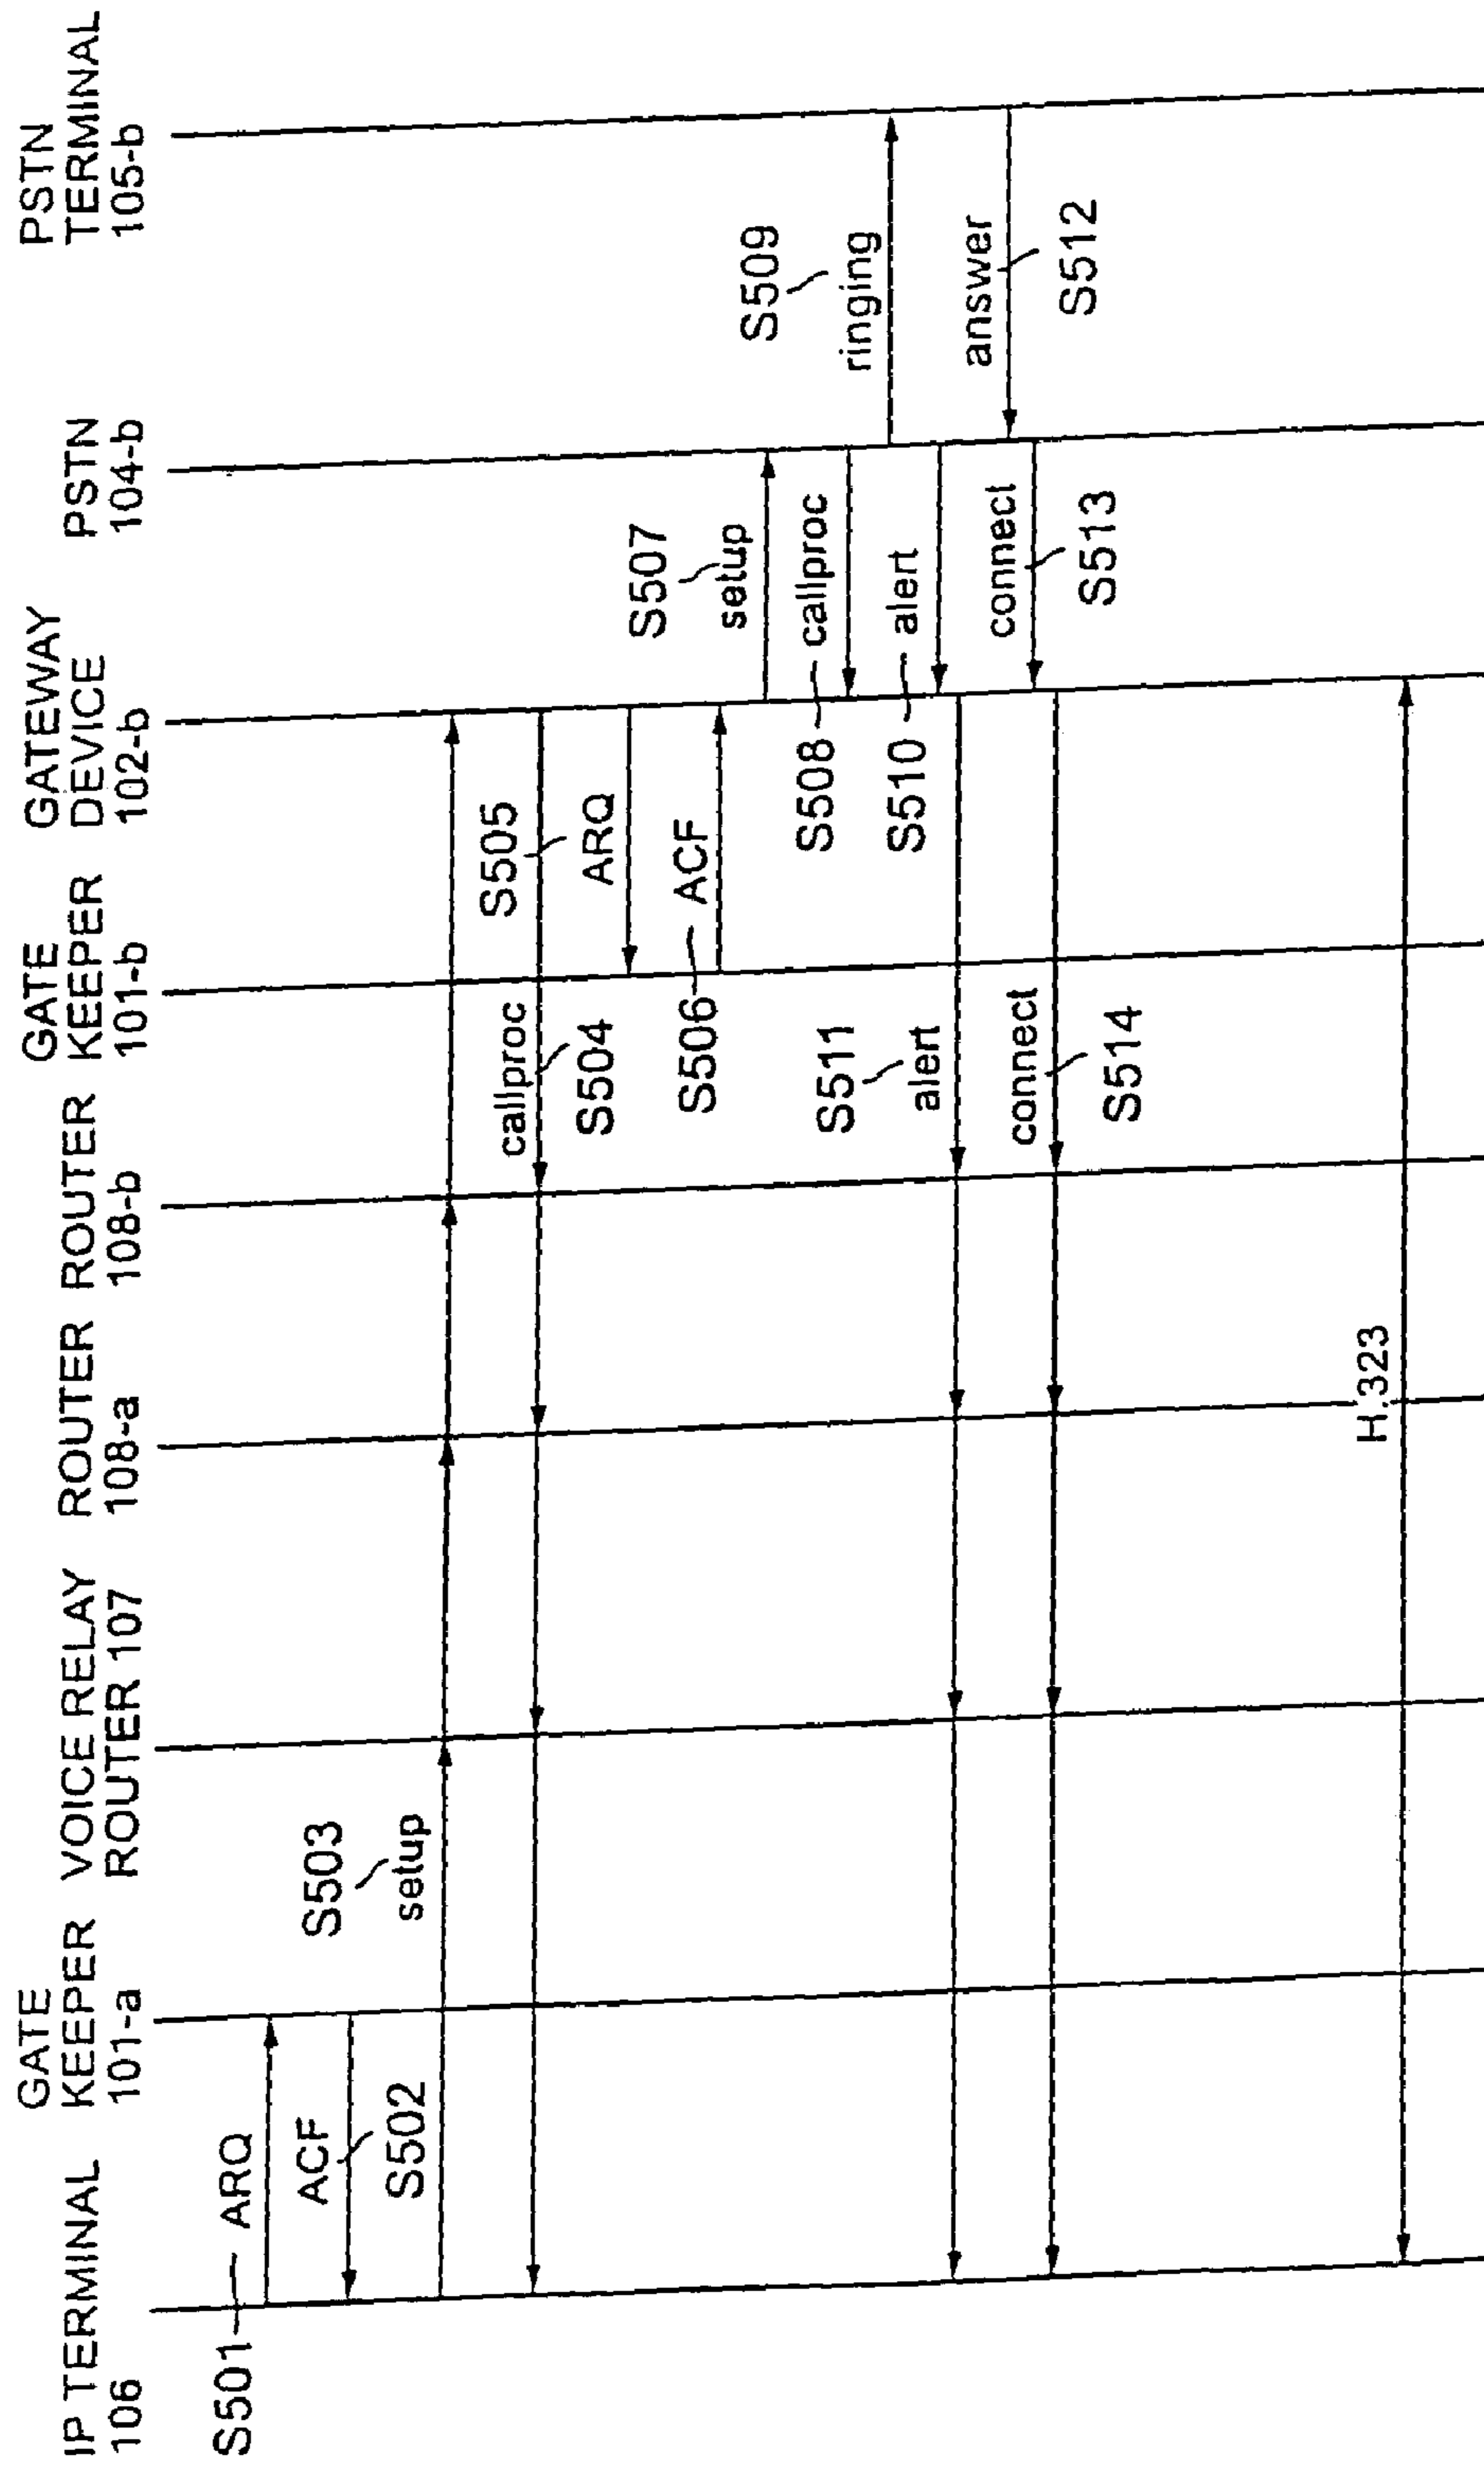 IP TERMINAL
106
GATE
KEEPER
101-a
VOICE RELAY
ROUTER 107
ROUTER
108-a
ROUTER
108-b
GATE
KEEPER
101-b
GATEWAY
DEVICE
102-b
PSTN
104-b
PSTN
TERMINAL
105-b
S501
ARQ
ACF
S502
S503
setup
callproc
S504
S505
ARQ
S506
ACF
S507
setup
S508
callproc
S509
ringing
S510
alert
S511
alert
answer
S512
connect
S513
connect
S514
H.323